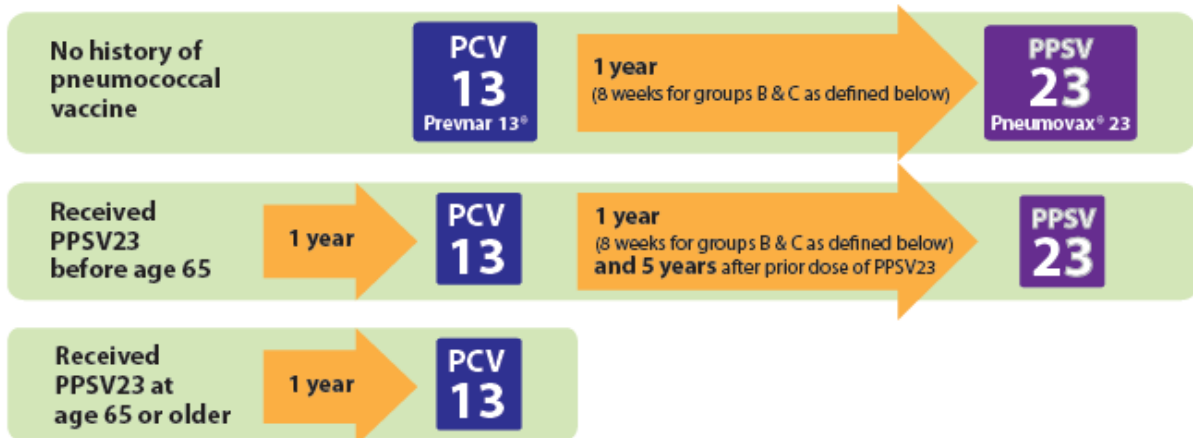 No history of
pneumococcal
vaccine
PCV
13
Prevnar 13®
1 year
(8 weeks for groups B & C as defined below)
PPSV
23
Pneumovax® 23
Received
PPSV23
before age 65
1 year
PCV
13
1 year
(8 weeks for groups B & C as defined below)
and 5 years after prior dose of PPSV23
PPSV
23
Received
PPSV23 at
age 65 or older
1 year
PCV
13